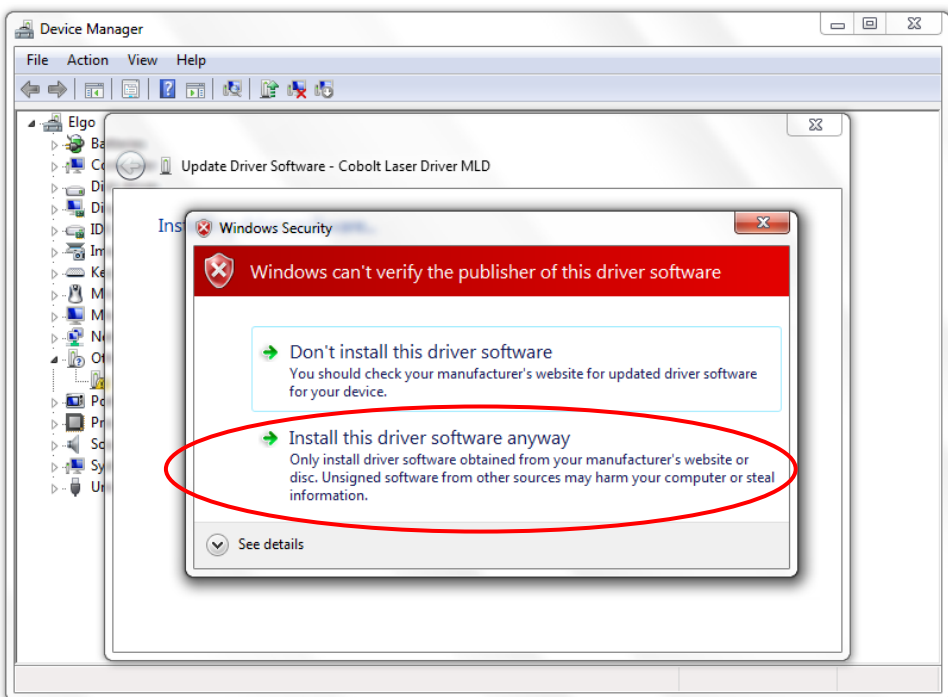 Device Manager
File Action View Help
Elgo
Update Driver Software - Cobolt Laser Driver MLD
Windows Security
Windows can't verify the publisher of this driver software
Don't install this driver software
You should check your manufacturer's website for updated driver software
for your device.
Install this driver software anyway
Only install driver software obtained from your manufacturer's website or
disc. Unsigned software from other sources may harm your computer or steal
information.
See details